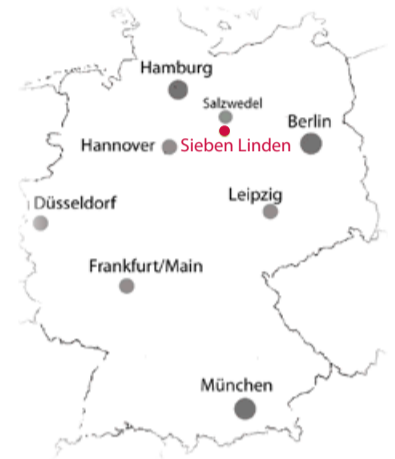 Hamburg
Salzwedel
Berlin
Hannover
Sieben Linden
Leipzig
Düsseldorf
Frankfurt/Main
München